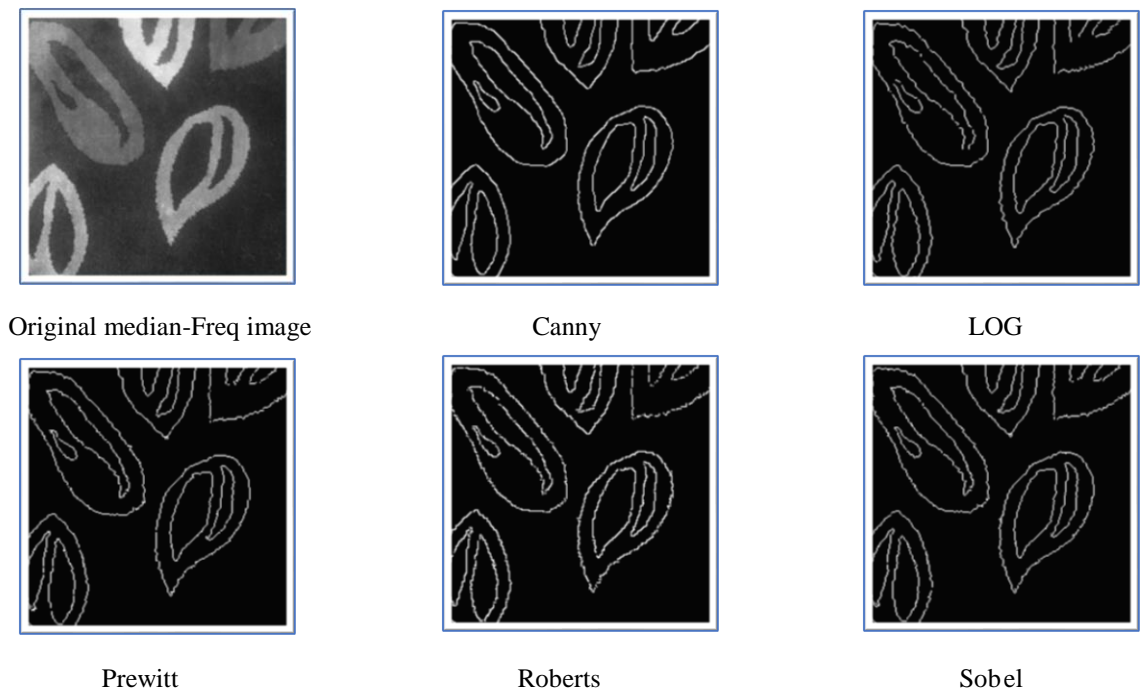 Original median-Freq image
Canny
LOG
Prewitt
Roberts
Sobel